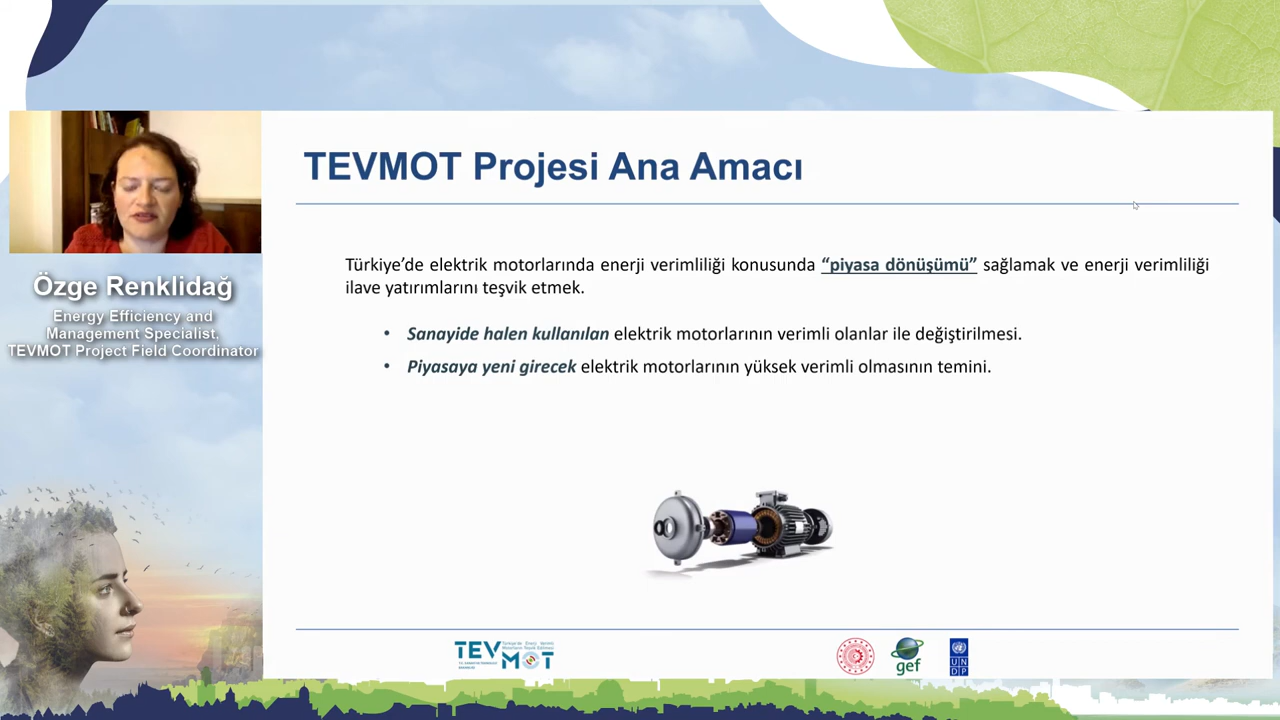 TEVMOT Projesi Ana Amacı
Türkiye’de elektrik motorlarında enerji verimliliği konusunda “piyasa dönüşümü” sağlamak ve enerji verimliliği
ilave yatırımlarını teşvik etmek.
• Sanayide halen kullanılan elektrik motorlarının verimli olanlar ile değiştirilmesi.
• Piyasaya yeni girecek elektrik motorlarının yüksek verimli olmasının temini.
Özge Renklidağ
Energy Efficiency and
Management Specialist,
TEVMOT Project Field Coordinator
TEV
MOT
gef
UN
DP